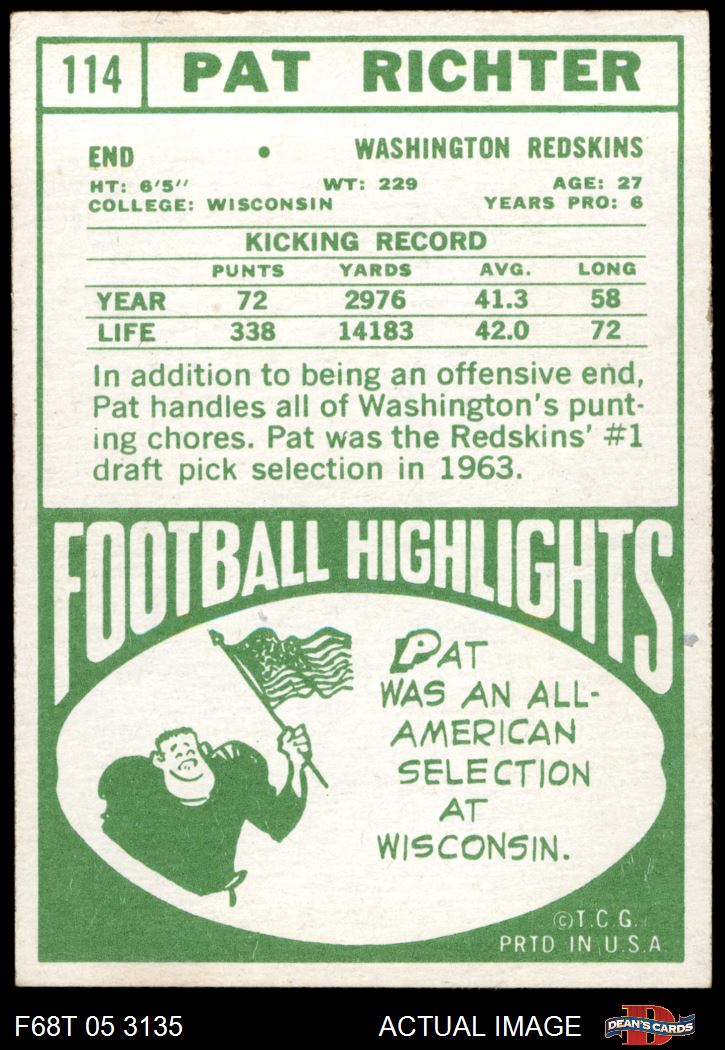 114 PAT RICHTER
END • WASHINGTON REDSKINS
HT: 6'5" WT: 229 AGE: 27
COLLEGE: WISCONSIN YEARS PRO: 6
KICKING RECORD
PUNTS YARDS AVG. LONG
YEAR 72 2976 41.3 58
LIFE 338 14183 42.0 72
In addition to being an offensive end,
Pat handles all of Washington's punt-
ing chores. Pat was the Redskins' #1
draft pick selection in 1963.
FOOTBALL HIGHLIGHTS
PAT
WAS AN ALL-
AMERICAN
SELECTION
AT
WISCONSIN.
©T.C.G.
PRTD IN U.S.A
F68T 05 3135 ACTUAL IMAGE D DEAN'S CARDS